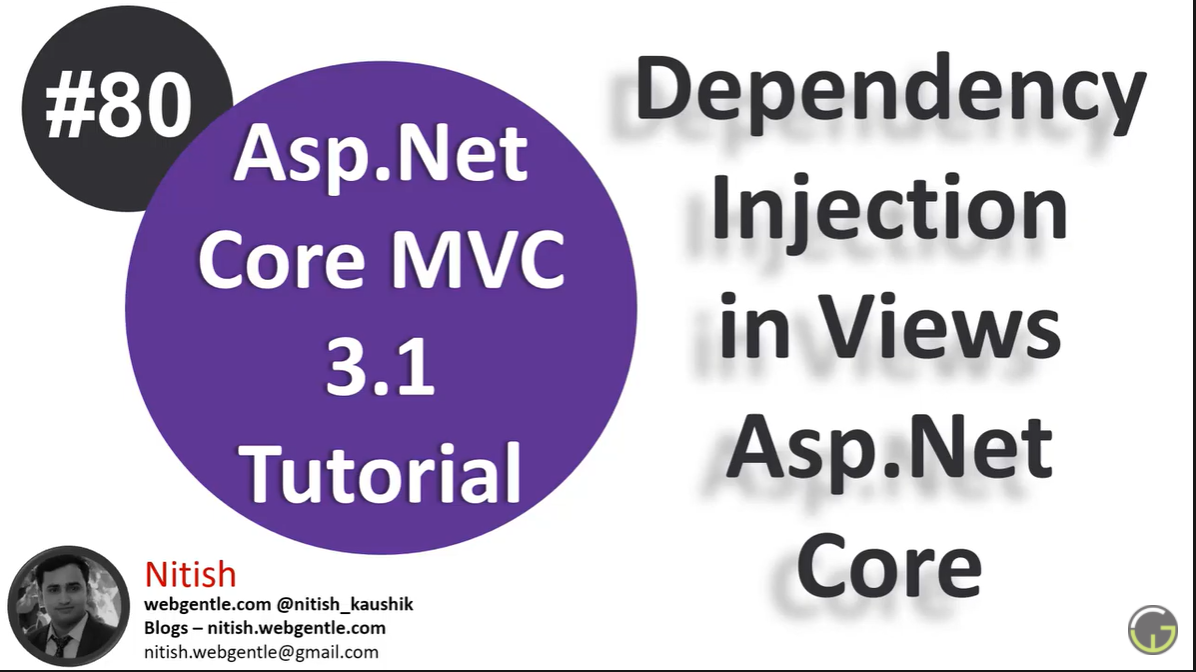 #80
Asp.Net
Core MVC
3.1
Tutorial
Dependency
Injection
in Views
Asp.Net
Core
Nitish
webgentle.com @nitish_kaushik
Blogs – nitish.webgentle.com
nitish.webgentle@gmail.com